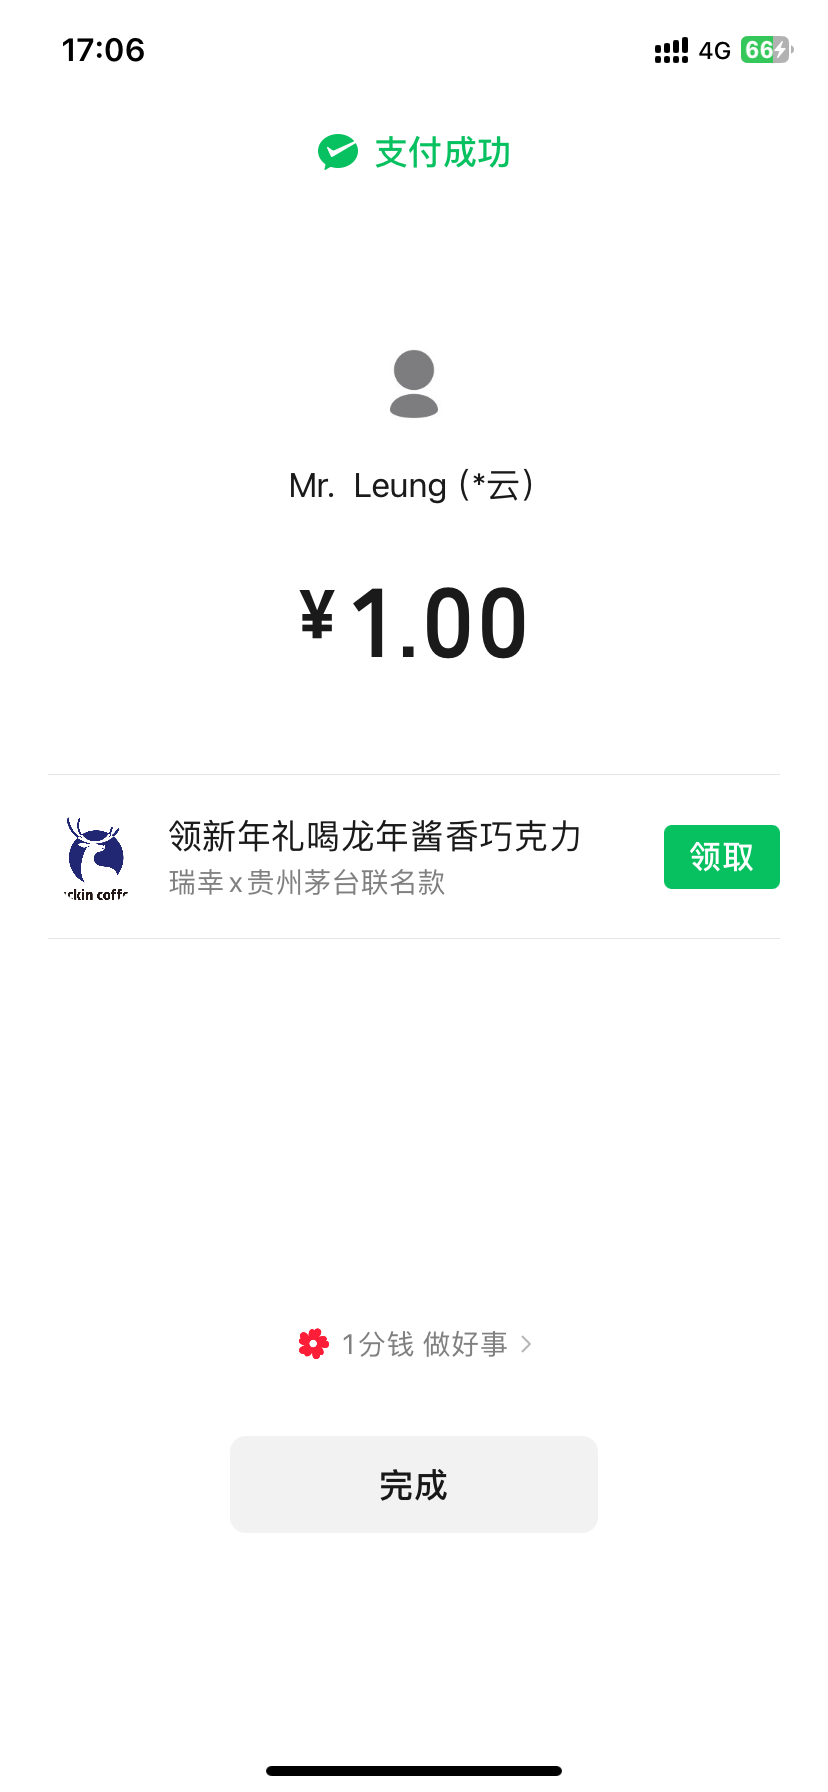 17:06
4G 66
支付成功
Mr. Leung (*云)
¥1.00
领新年礼喝龙年酱香巧克力
瑞幸x贵州茅台联名款
领取
ckin coff
1分钱 做好事
完成